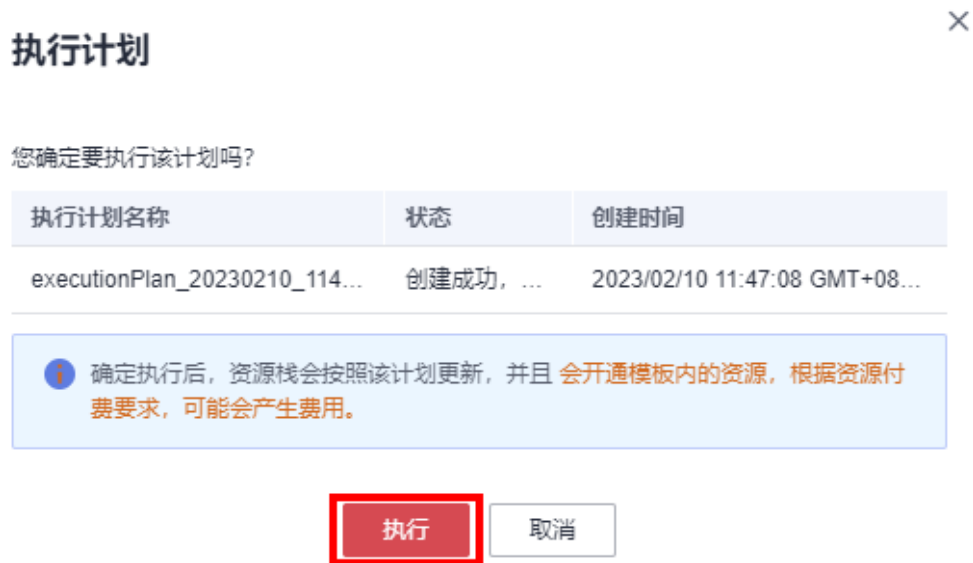 执行计划
您确定要执行该计划吗?
执行计划名称 状态 创建时间
executionPlan_20230210_114... 创建成功, ... 2023/02/10 11:47:08 GMT+08...
确定执行后，资源栈会按照该计划更新，并且 会开通模板内的资源，根据资源付
费要求，可能会产生费用。
执行 取消